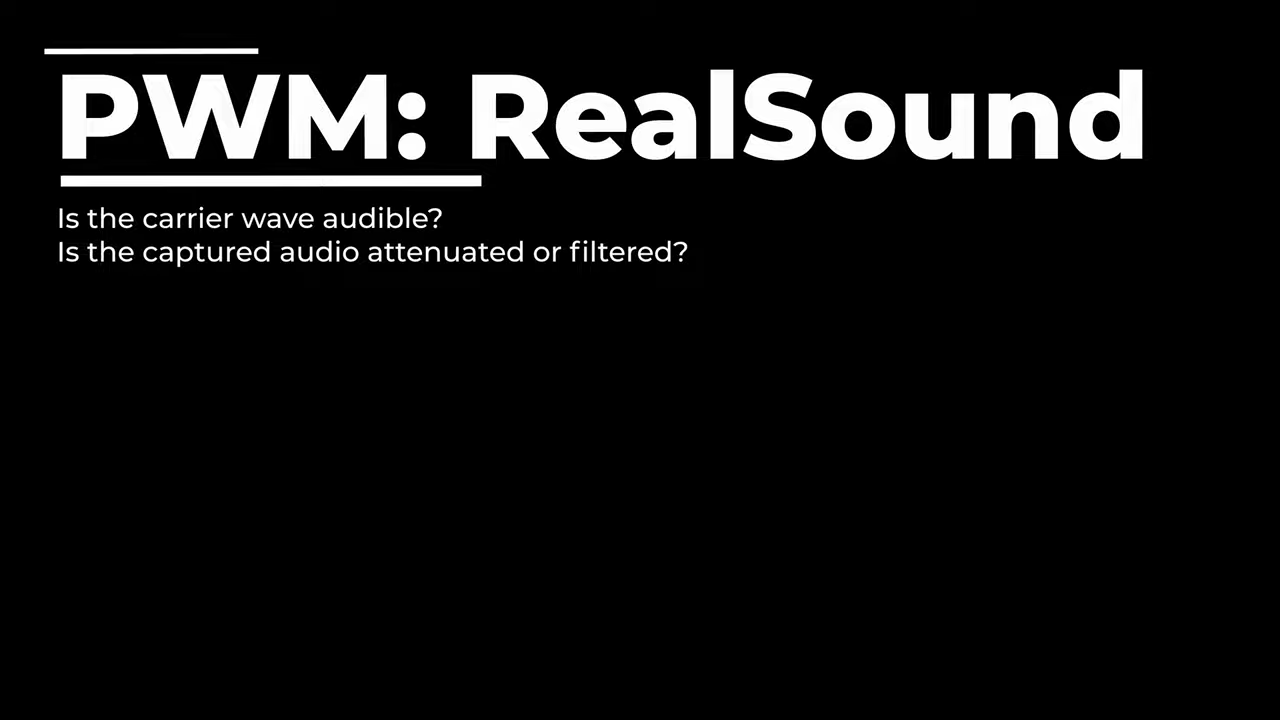 PWM: RealSound
Is the carrier wave audible?
Is the captured audio attenuated or filtered?